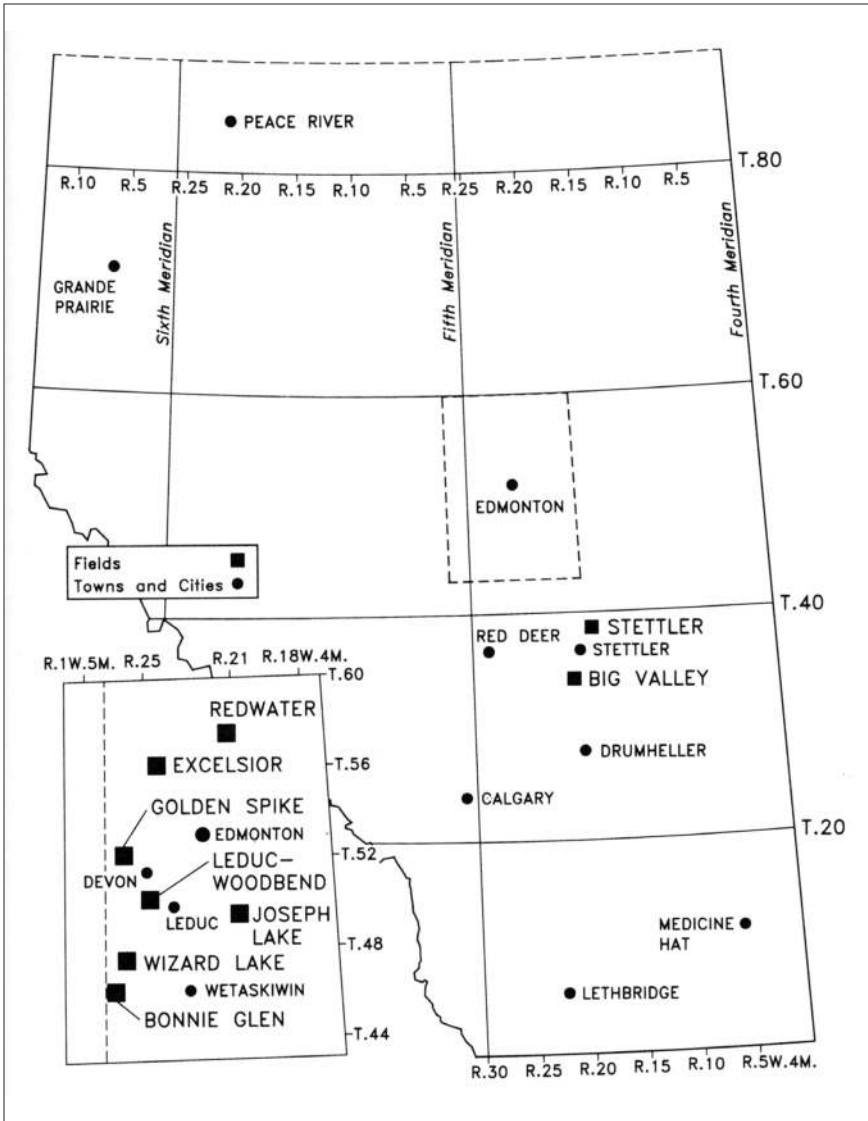 PEACE RIVER
T.80
R.10 R.5 R.25 R.20 R.15 R.10 R.5 R.25 R.20 R.15 R.10 R.5
Sixth Meridian
Fifth Meridian
Fourth Meridian
GRANDE
PRAIRIE
T.60
EDMONTON
Fields
Towns and Cities
T.40
RED DEER
STETTLER
STETTLER
BIG VALLEY
DRUMHELLER
CALGARY
T.20
MEDICINE
HAT
LETHBRIDGE
R.30 R.25 R.20 R.15 R.10 R.5W.4M.
R.1W.5M. R.25 R.21 R.18W.4M.
T.60
REDWATER
T.56
EXCELSIOR
GOLDEN SPIKE
EDMONTON
T.52
DEVON
LEDUC-
WOODBEND
LEDUC
JOSEPH
LAKE
T.48
WIZARD LAKE
WETASKIWIN
BONNIE GLEN
T.44